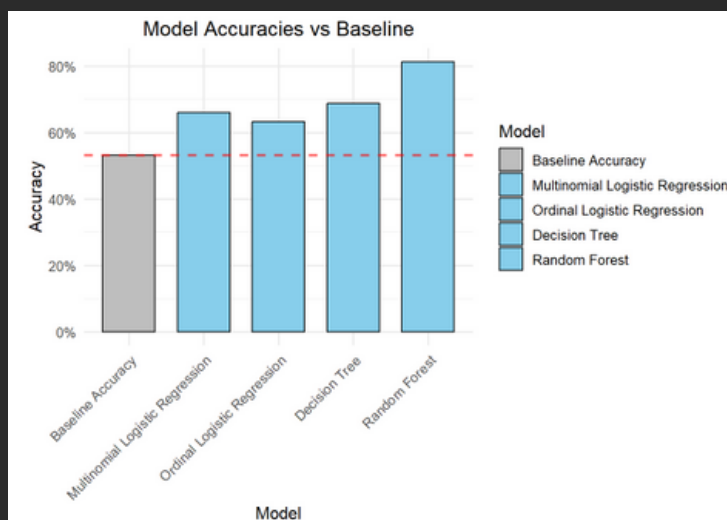 Model Accuracies vs Baseline
80%
60%
40%
20%
0%
Accuracy
Baseline Accuracy
Multinomial Logistic Regression
Ordinal Logistic Regression
Decision Tree
Random Forest
Model
Model
Baseline Accuracy
Multinomial Logistic Regression
Ordinal Logistic Regression
Decision Tree
Random Forest